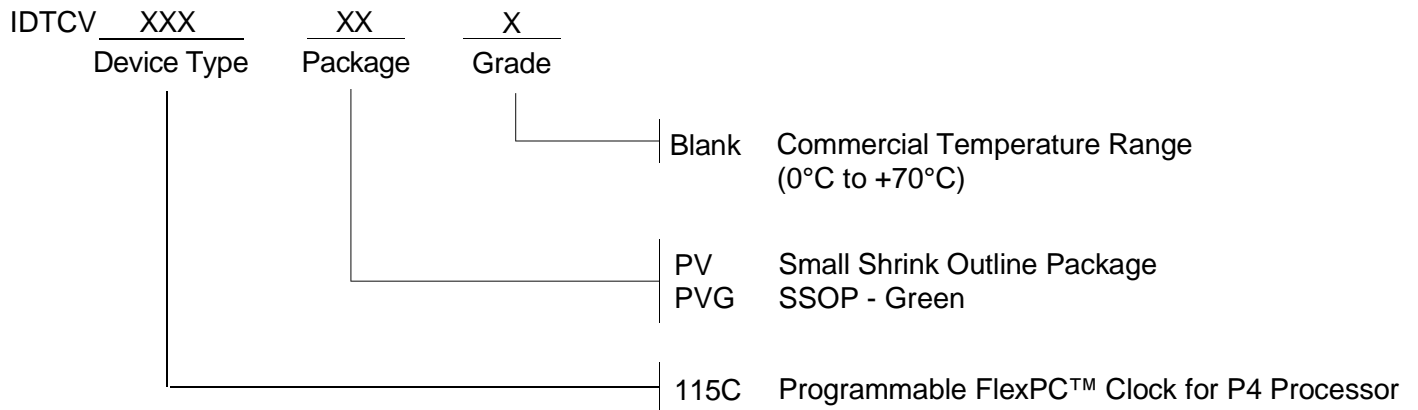 IDTCV XXX XX X
Device Type Package Grade
Blank Commercial Temperature Range
(0°C to +70°C)
PV Small Shrink Outline Package
PVG SSOP - Green
115C Programmable FlexPC™ Clock for P4 Processor